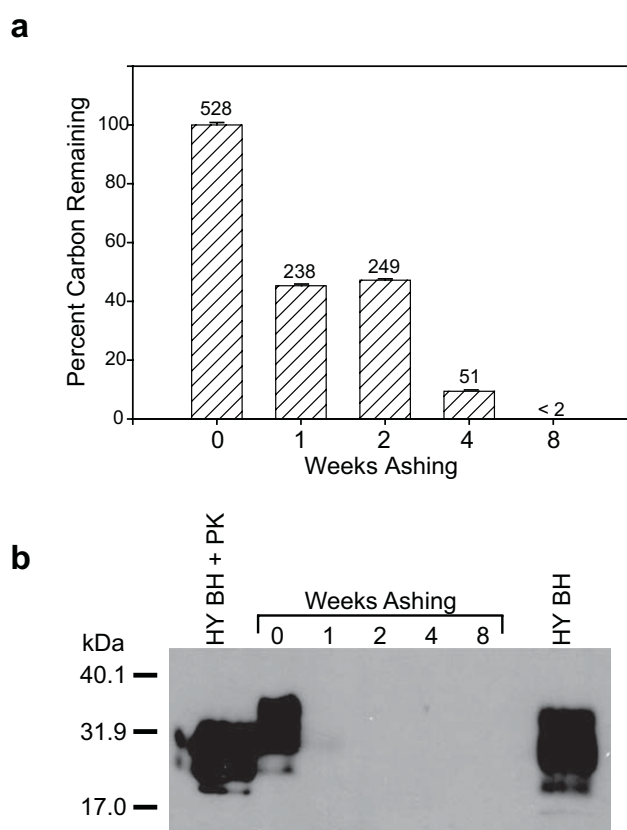 a
Percent Carbon Remaining
100
80
60
40
20
0
528
238
249
51
< 2
0 1 2 4 8
Weeks Ashing
b
HY BH + PK
Weeks Ashing
0 1 2 4 8
HY BH
kDa
40.1
31.9
17.0